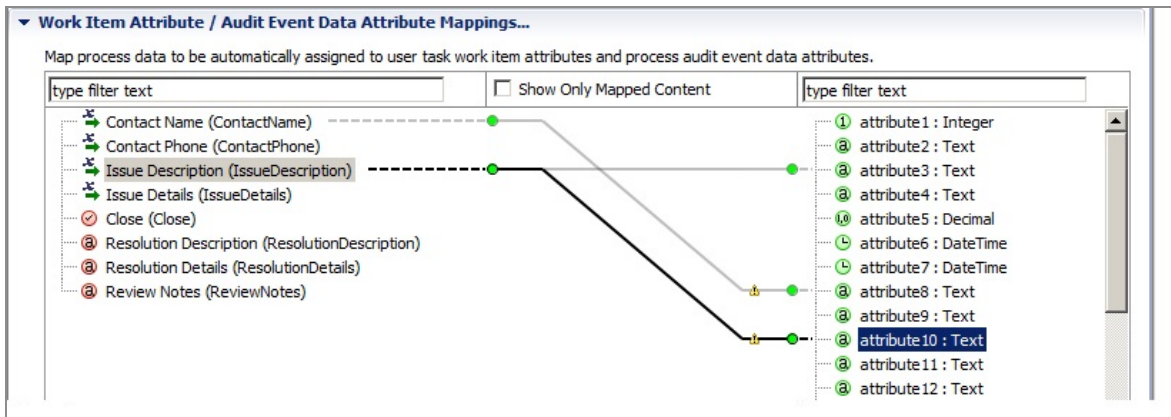 Work Item Attribute / Audit Event Data Attribute Mappings...
Map process data to be automatically assigned to user task work item attributes and process audit event data attributes.
type filter text
Show Only Mapped Content
type filter text
Contact Name (ContactName)
Contact Phone (ContactPhone)
Issue Description (IssueDescription)
Issue Details (IssueDetails)
Close (Close)
Resolution Description (ResolutionDescription)
Resolution Details (ResolutionDetails)
Review Notes (ReviewNotes)
attribute1 : Integer
attribute2 : Text
attribute3 : Text
attribute4 : Text
attribute5 : Decimal
attribute6 : DateTime
attribute7 : DateTime
attribute8 : Text
attribute9 : Text
attribute10 : Text
attribute11 : Text
attribute12 : Text